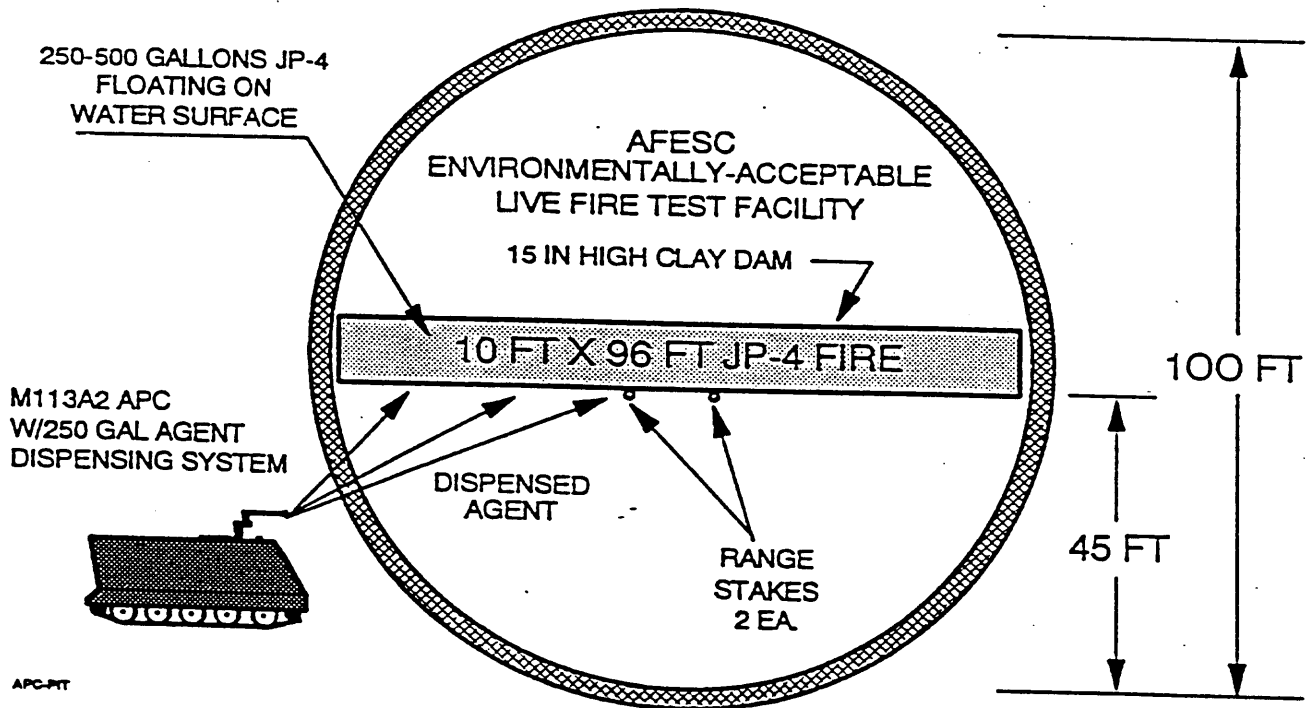 250-500 GALLONS JP-4
FLOATING ON
WATER SURFACE
AFESC
ENVIRONMENTALLY-ACCEPTABLE
LIVE FIRE TEST FACILITY
15 IN HIGH CLAY DAM
10 FT X 96 FT JP-4 FIRE
100 FT
M113A2 APC
W/250 GAL AGENT
DISPENSING SYSTEM
DISPENSED
AGENT
RANGE
STAKES
2 EA.
45 FT
APC-PIT